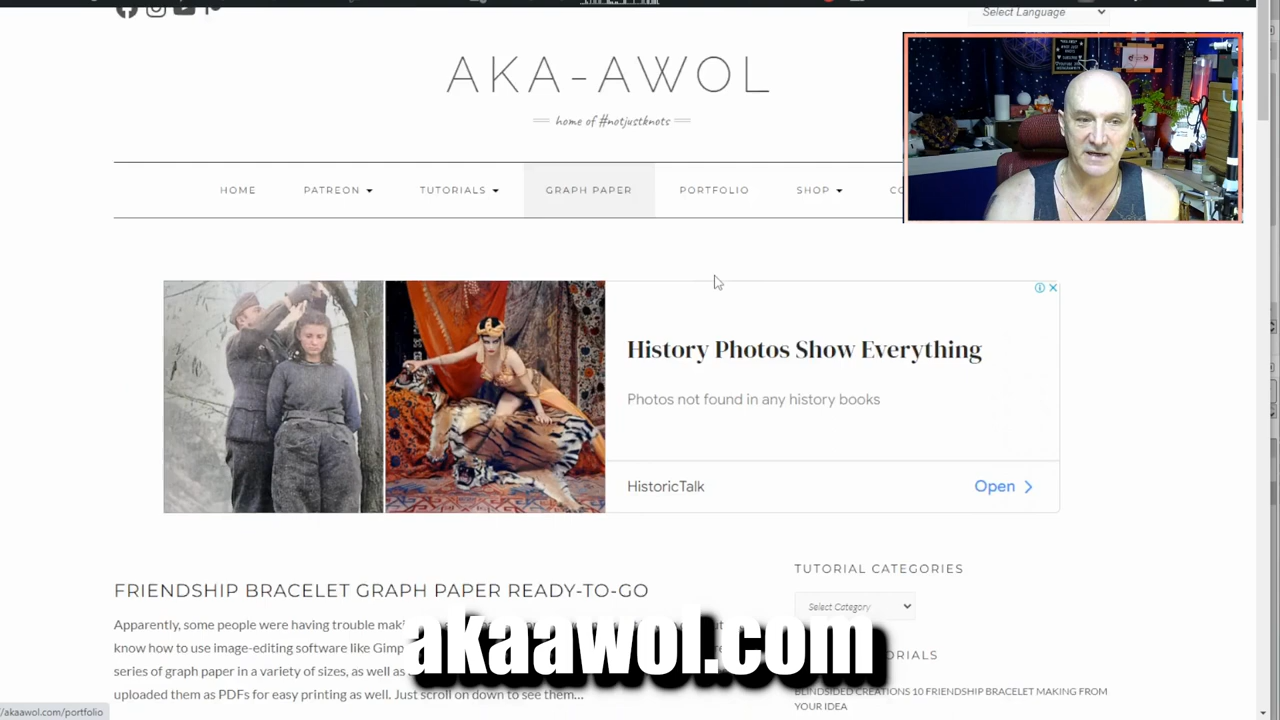 Select Language
AKA-AWOL
home of #notjustknots
HOME
PATREON
TUTORIALS
GRAPH PAPER
PORTFOLIO
SHOP
History Photos Show Everything
Photos not found in any history books
HistoricTalk
Open
FRIENDSHIP BRACELET GRAPH PAPER READY-TO-GO
Apparently, some people were having trouble
know how to use image-editing software like Gimp
series of graph paper in a variety of sizes, as well as
uploaded them as PDFs for easy printing as well. Just scroll on down to see them...
akaawol.com
TUTORIAL CATEGORIES
Select Category
BLINDSIDED CREATIONS 10 FRIENDSHIP BRACELET MAKING FROM
YOUR IDEA
//akaawol.com/portfolio